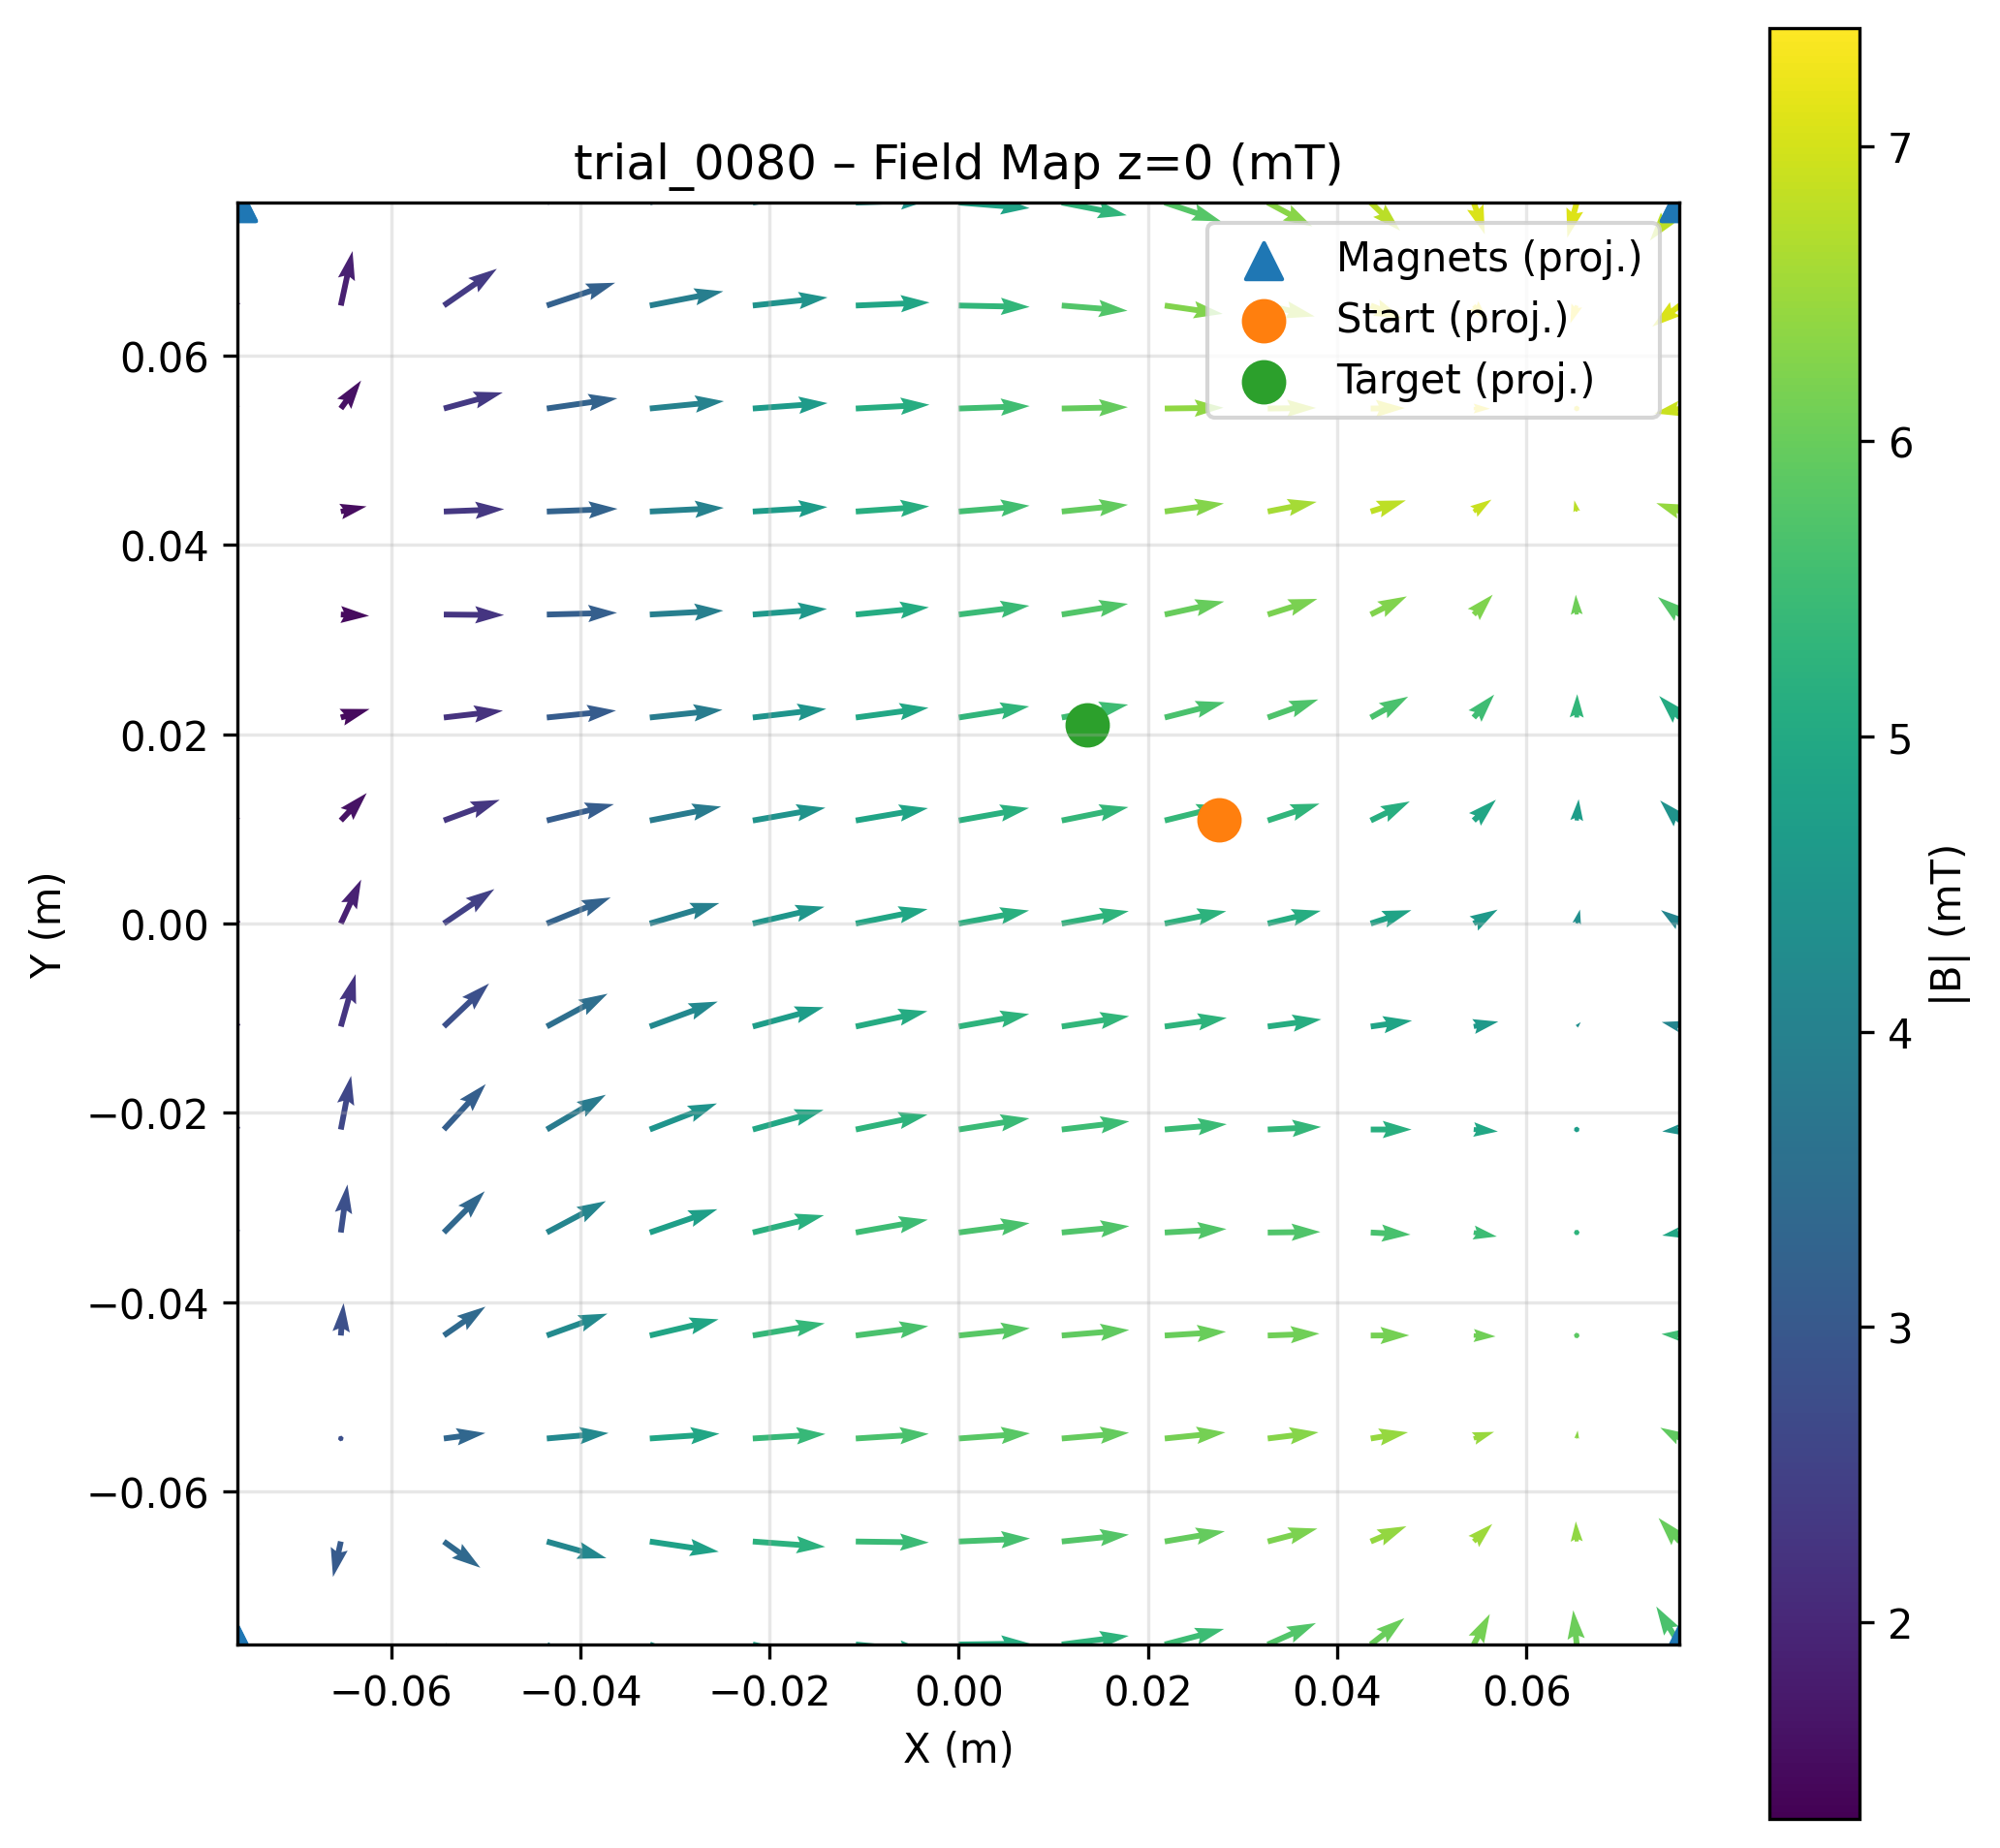 trial_0080 – Field Map z=0 (mT)
Magnets (proj.)
Start (proj.)
Target (proj.)
0.06
0.04
0.02
0.00
−0.02
−0.04
−0.06
Y (m)
−0.06 −0.04 −0.02 0.00 0.02 0.04 0.06
X (m)
7
6
5
4
3
2
|B| (mT)